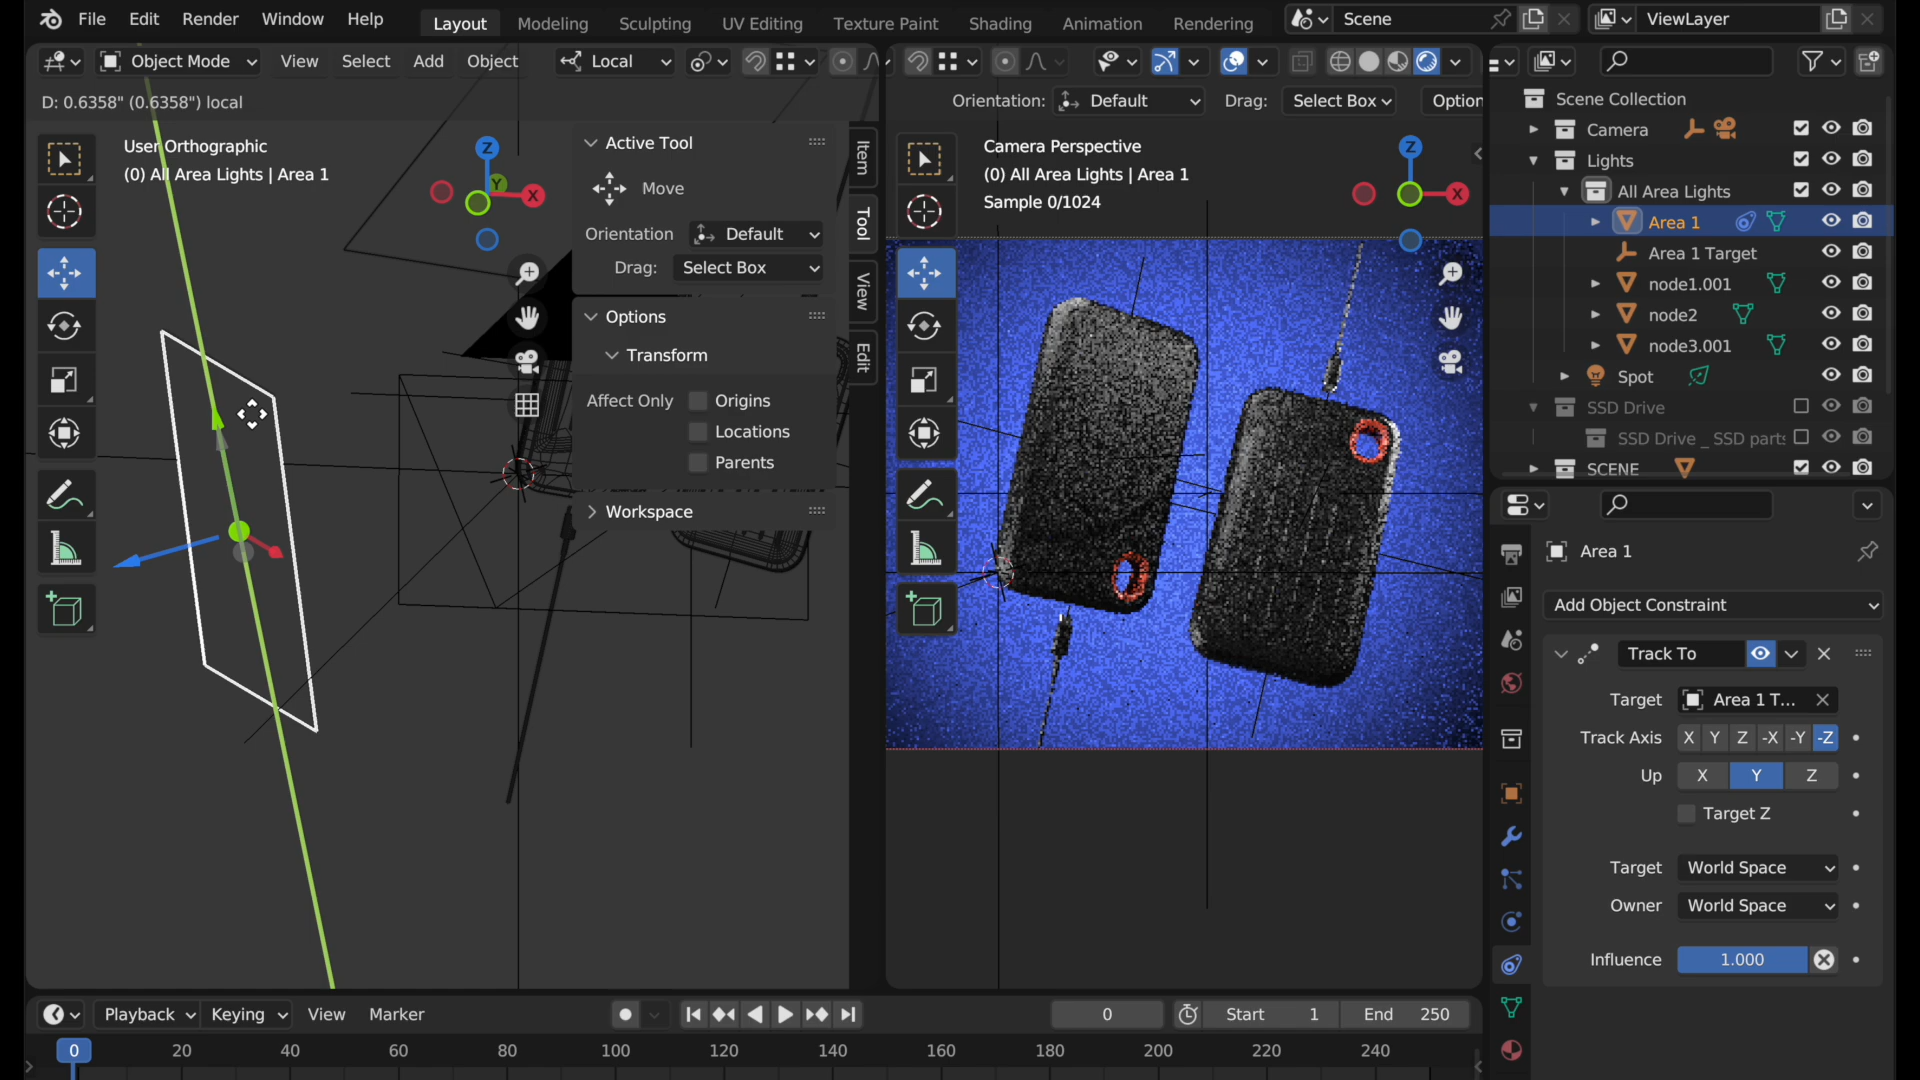 File Edit Render Window Help Layout Modeling Sculpting UV Editing Texture Paint Shading Animation Rendering Scene ViewLayer
Object Mode View Select Add Object Local
Orientation: Default Drag: Select Box Option
D: 0.6358" (0.6358") local
User Orthographic
(0) All Area Lights | Area 1
Z
Y
X
Active Tool
Move
Orientation Default
Drag: Select Box
Options
Transform
Affect Only Origins
Locations
Parents
Workspace
Item
Tool
View
Edit
Camera Perspective
(0) All Area Lights | Area 1
Sample 0/1024
Z
X
Scene Collection
Camera
Lights
All Area Lights
Area 1
Area 1 Target
node1.001
node2
node3.001
Spot
SSD Drive
SSD Drive _ SSD parts
SCENE
Area 1
Add Object Constraint
Track To
Target Area 1 T...
Track Axis X Y Z -X -Y -Z
Up X Y Z
Target Z
Target World Space
Owner World Space
Influence 1.000
Playback Keying View Marker 0 Start 1 End 250
0 20 40 60 80 100 120 140 160 180 200 220 240